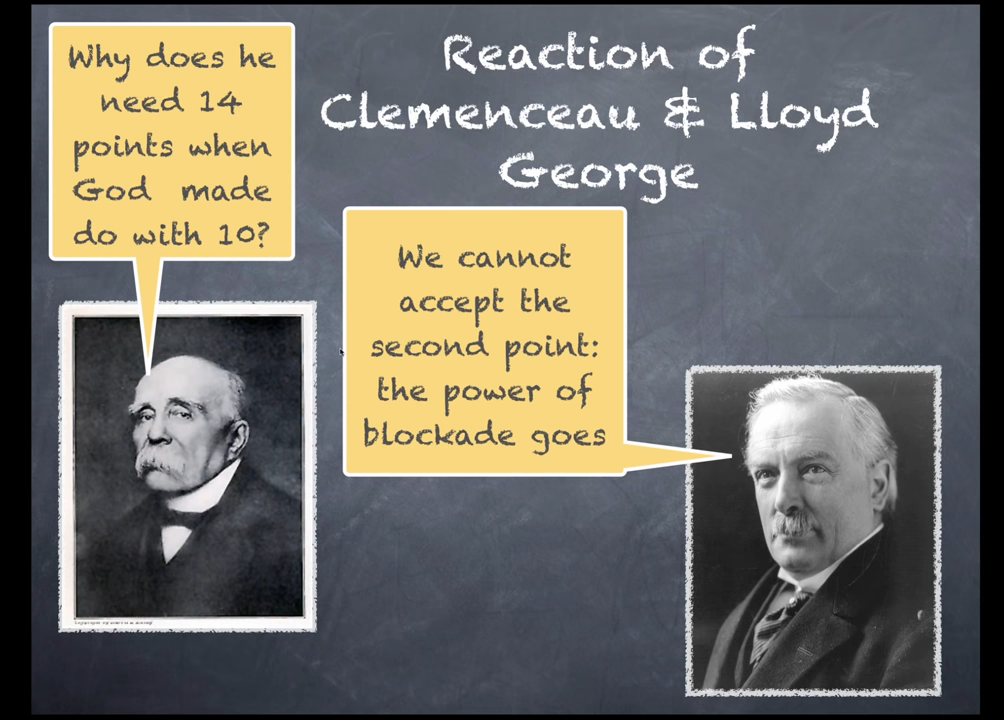 Reaction of
Clemenceau & Lloyd
George
Why does he
need 14
points when
God made
do with 10?
We cannot
accept the
second point:
the power of
blockade goes